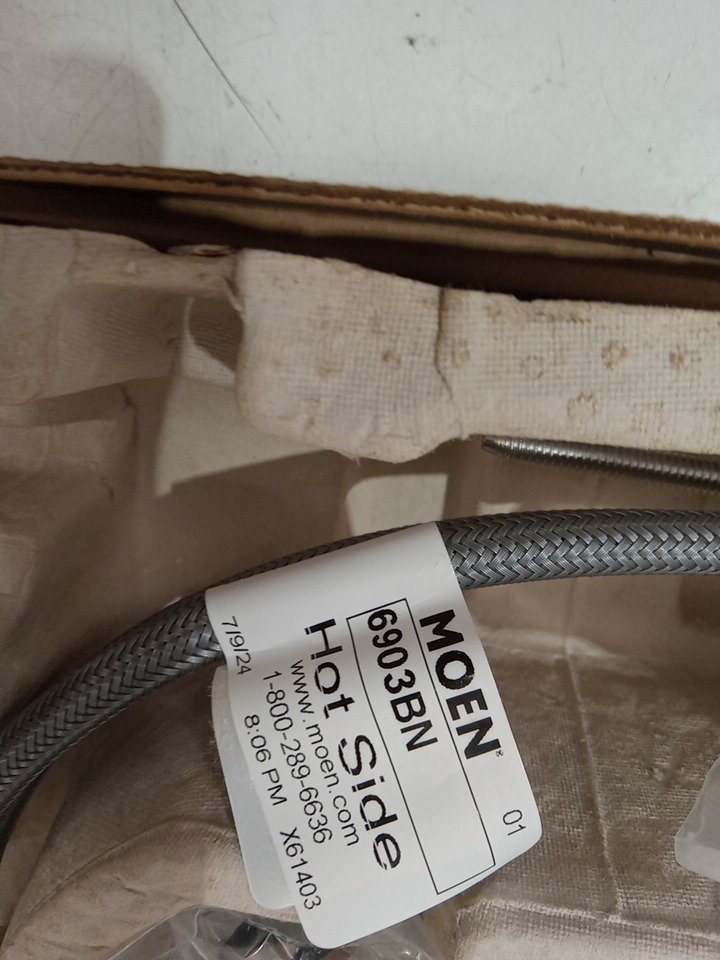 MOEN®
6903BN
01
Hot Side
www.moen.com
1-800-289-6636
7/9/24 8:06 PM X61403